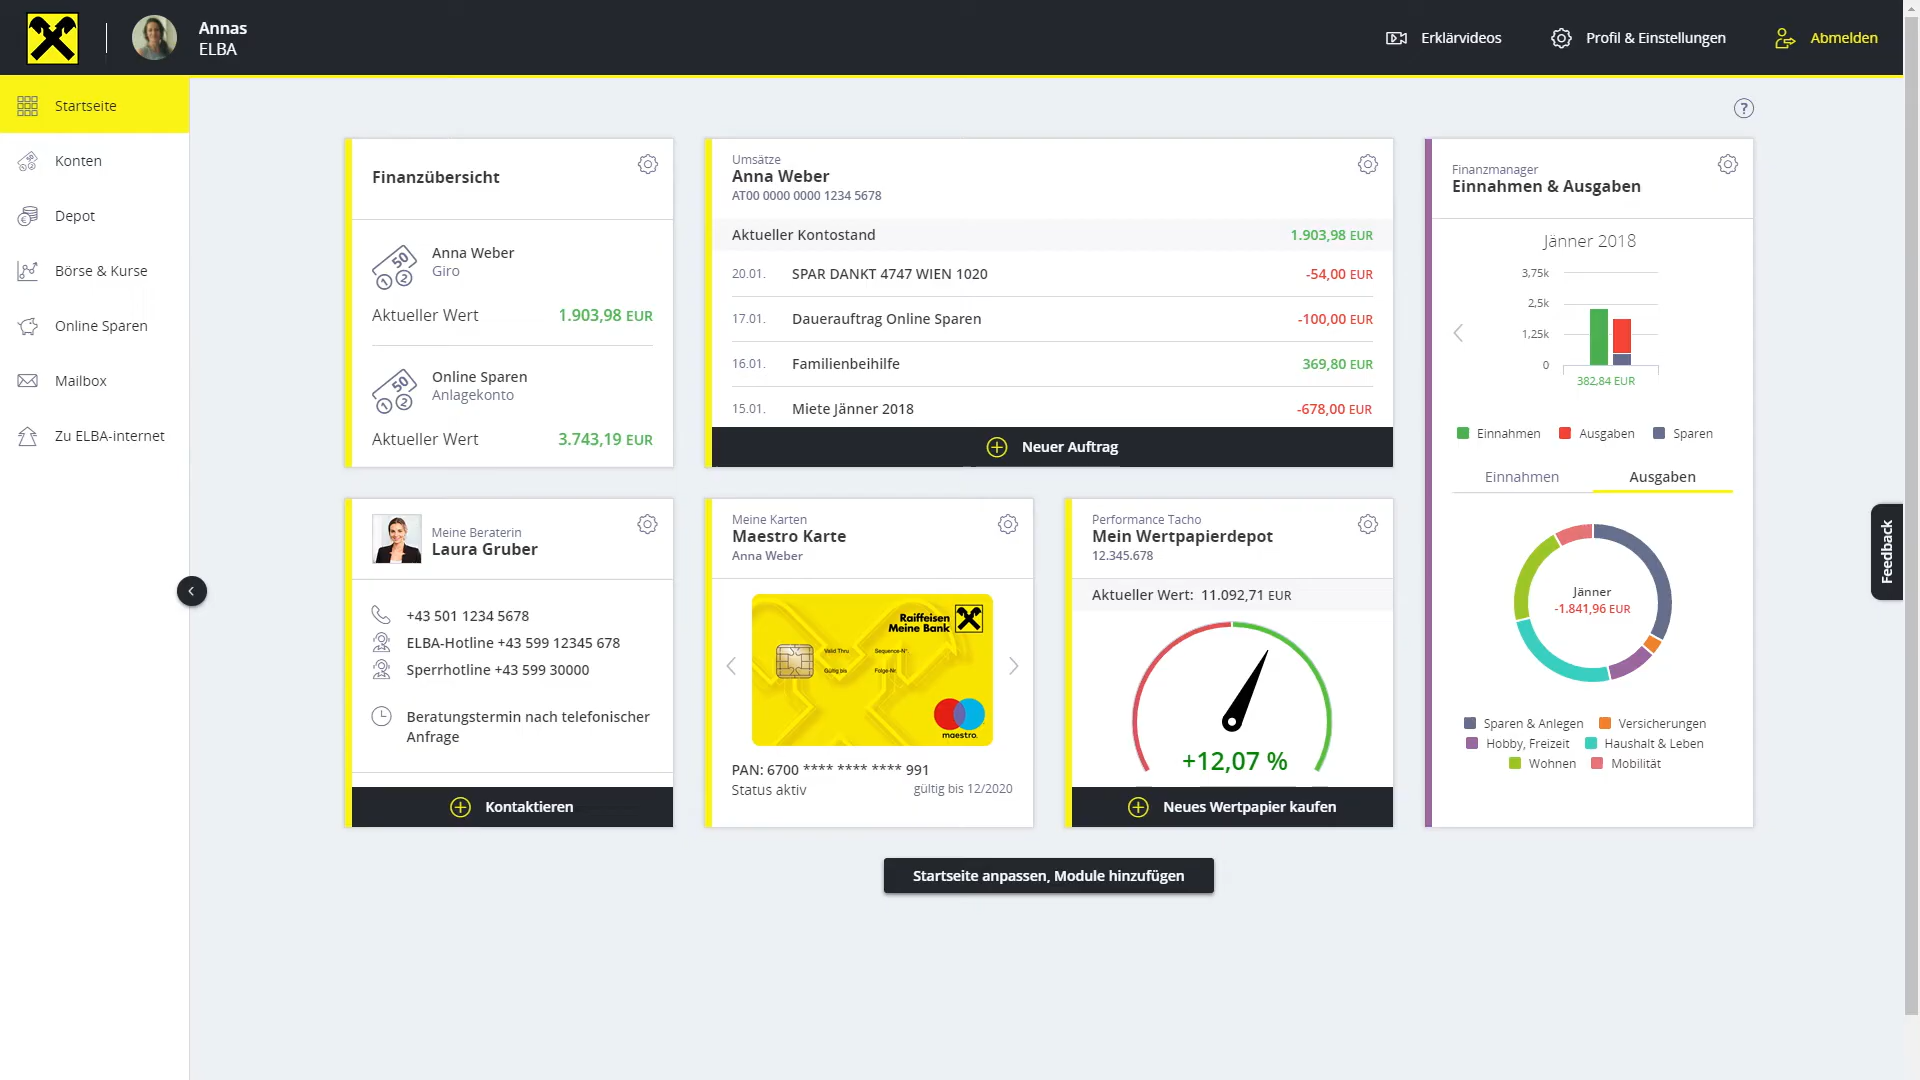 Annas
ELBA
Erklärvideos
Profil & Einstellungen
Abmelden
Startseite
Konten
Depot
Börse & Kurse
Online Sparen
Mailbox
Zu ELBA-internet
?
Finanzübersicht
Anna Weber
Giro
Aktueller Wert 1.903,98 EUR
Online Sparen
Anlagekonto
Aktueller Wert 3.743,19 EUR
Umsätze
Anna Weber
AT00 0000 0000 1234 5678
Aktueller Kontostand 1.903,98 EUR
20.01. SPAR DANKT 4747 WIEN 1020 -54,00 EUR
17.01. Dauerauftrag Online Sparen -100,00 EUR
16.01. Familienbeihilfe 369,80 EUR
15.01. Miete Jänner 2018 -678,00 EUR
Neuer Auftrag
Finanzmanager
Einnahmen & Ausgaben
Jänner 2018
3,75k
2,5k
1,25k
0
382,84 EUR
Einnahmen Ausgaben Sparen
Einnahmen Ausgaben
Jänner
-1.841,96 EUR
Sparen & Anlegen Versicherungen
Hobby, Freizeit Haushalt & Leben
Wohnen Mobilität
Meine Beraterin
Laura Gruber
+43 501 1234 5678
ELBA-Hotline +43 599 12345 678
Sperrhotline +43 599 30000
Beratungstermin nach telefonischer
Anfrage
Kontaktieren
Meine Karten
Maestro Karte
Anna Weber
Raiffeisen
Meine Bank
Valid Thru Sequence-N°
Gültig bis Folge-Nr.
maestro.
PAN: 6700 **** **** **** 991
Status aktiv gültig bis 12/2020
Performance Tacho
Mein Wertpapierdepot
12.345.678
Aktueller Wert: 11.092,71 EUR
+12,07 %
Neues Wertpapier kaufen
Feedback
Startseite anpassen, Module hinzufügen